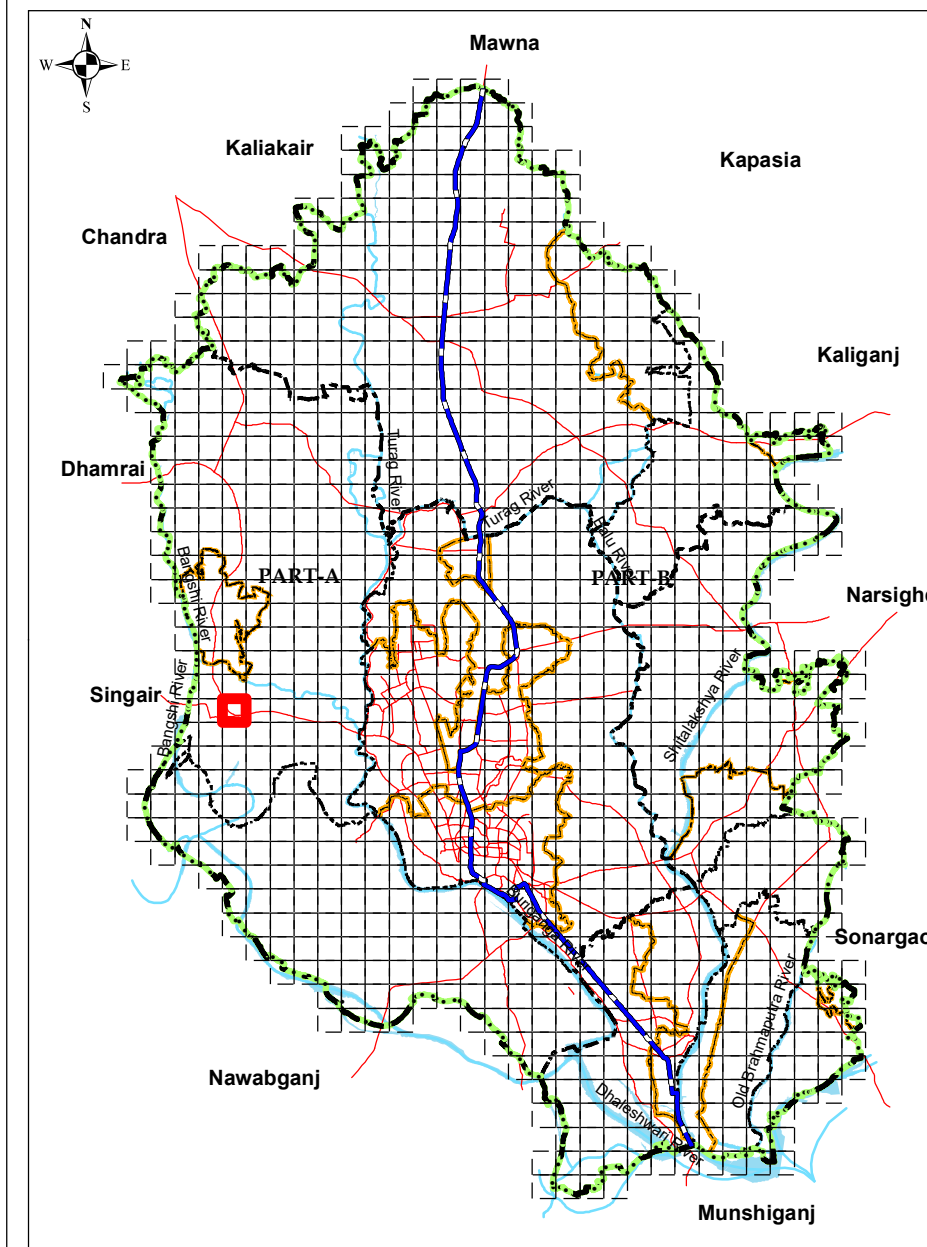 N
W
E
S
Mawna
Kaliakair
Kapasia
Chandra
Kaliganj
Dhamrai
Turag River
Turag River
Balu River
Bangshi River
PART-A
PART-B
Narsighd
Singair
Bangshi River
Shitalakshya River
Buriganga River
Sonargao
Old Brahmaputra River
Nawabganj
Dhaleshwari River
Munshiganj